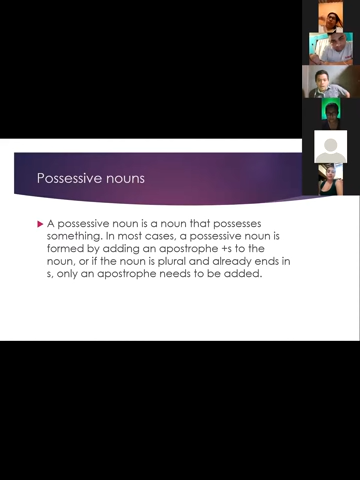 Possessive nouns
A possessive noun is a noun that possesses
something. In most cases, a possessive noun is
formed by adding an apostrophe +s to the
noun, or if the noun is plural and already ends in
s, only an apostrophe needs to be added.